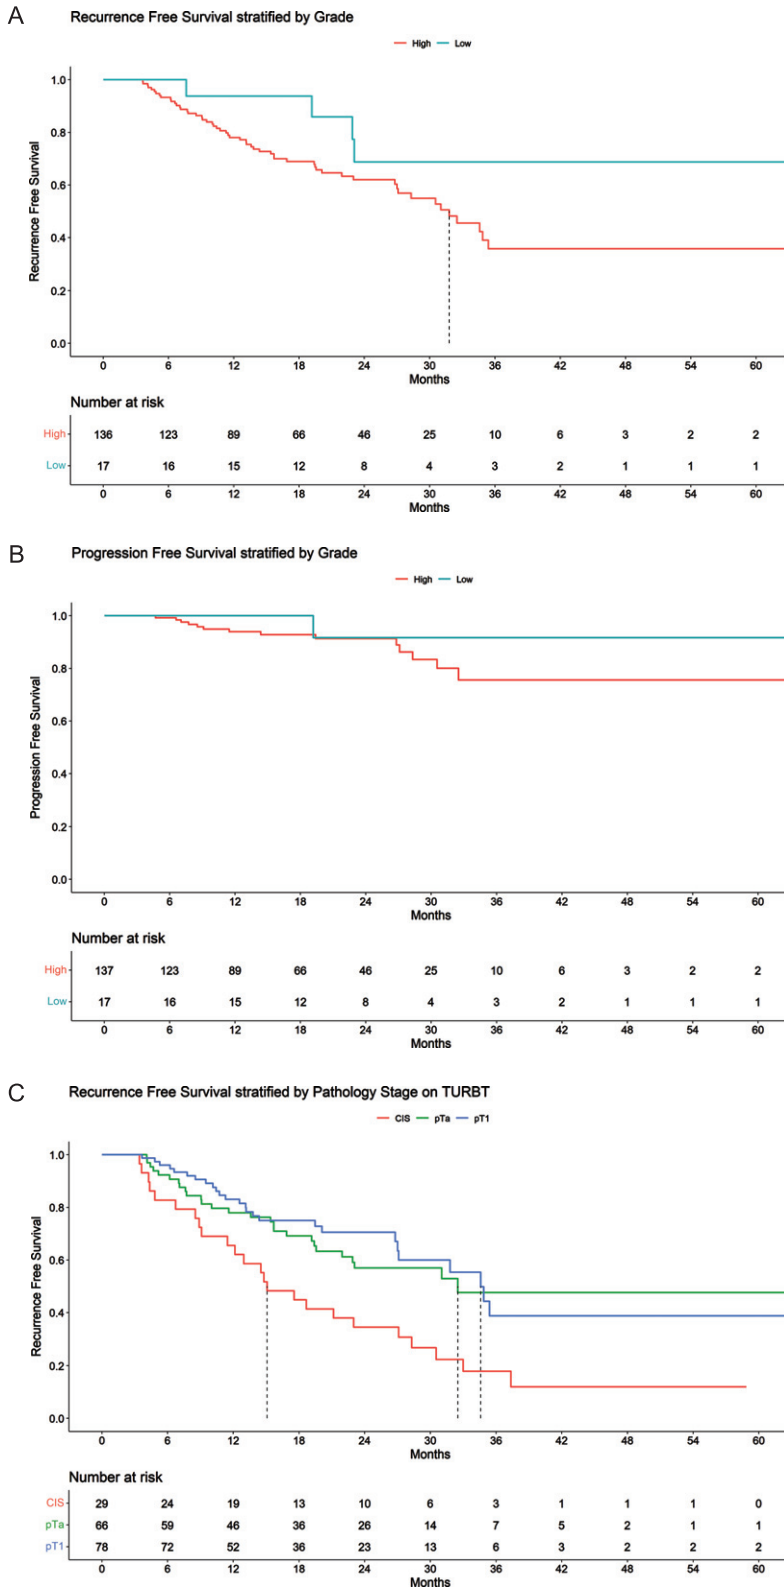 A
Recurrence Free Survival stratified by Grade
High Low
1.0
0.8
0.6
0.4
0.2
0.0
Recurrence Free Survival
0 6 12 18 24 30 36 42 48 54 60
Months
Number at risk
High 136 123 89 66 46 25 10 6 3 2 2
Low 17 16 15 12 8 4 3 2 1 1 1
0 6 12 18 24 30 36 42 48 54 60
Months
B
Progression Free Survival stratified by Grade
High Low
1.0
0.8
0.6
0.4
0.2
0.0
Progression Free Survival
0 6 12 18 24 30 36 42 48 54 60
Months
Number at risk
High 137 123 89 66 46 25 10 6 3 2 2
Low 17 16 15 12 8 4 3 2 1 1 1
0 6 12 18 24 30 36 42 48 54 60
Months
C
Recurrence Free Survival stratified by Pathology Stage on TURBT
CIS pTa pT1
1.0
0.8
0.6
0.4
0.2
0.0
Recurrence Free Survival
0 6 12 18 24 30 36 42 48 54 60
Months
Number at risk
CIS 29 24 19 13 10 6 3 1 1 1 0
pTa 66 59 46 36 26 14 7 5 2 1 1
pT1 78 72 52 36 23 13 6 3 2 2 2
0 6 12 18 24 30 36 42 48 54 60
Months